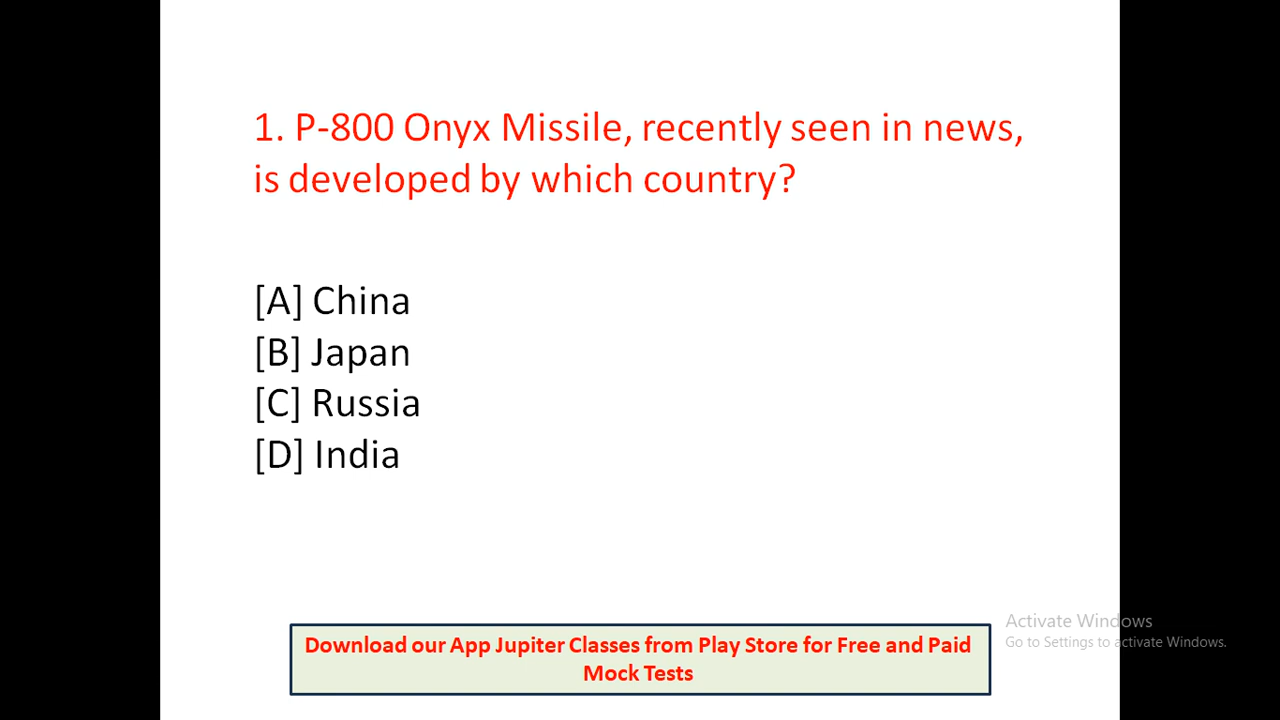 1. P-800 Onyx Missile, recently seen in news,
is developed by which country?
[A] China
[B] Japan
[C] Russia
[D] India
Activate Windows
Go to Settings to activate Windows.
Download our App Jupiter Classes from Play Store for Free and Paid
Mock Tests